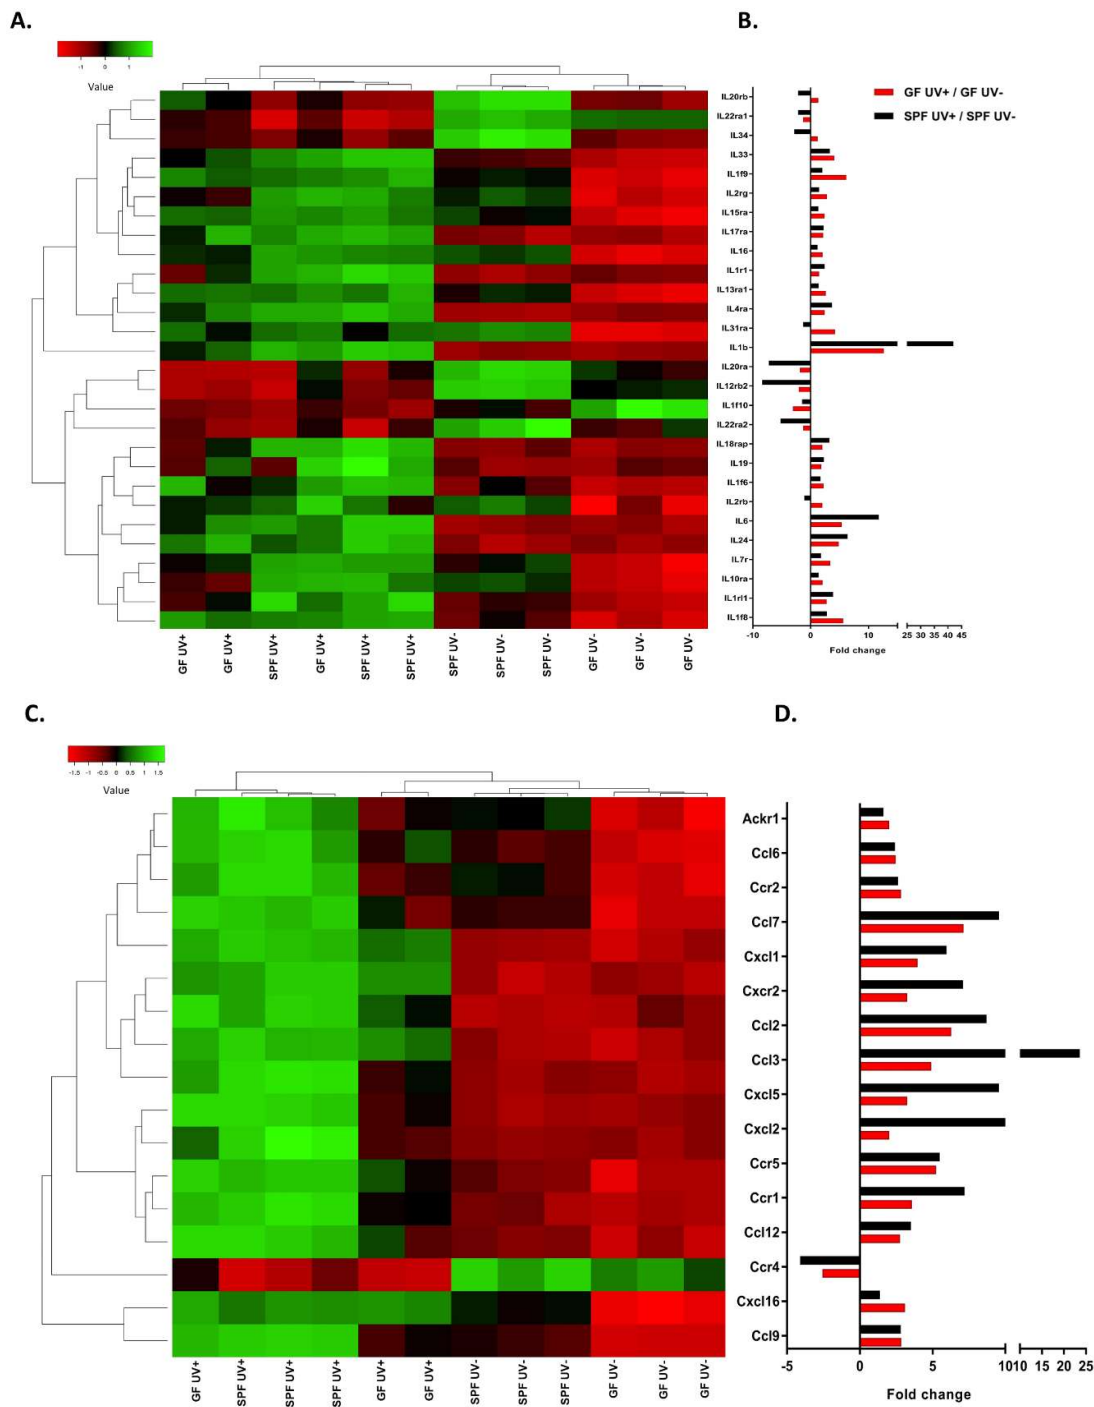 A.
B.
-1 0 1
Value
GF UV+ / GF UV-
SPF UV+ / SPF UV-
IL20rb
IL22ra1
IL34
IL33
IL1f9
IL2rg
IL15ra
IL17ra
IL16
IL1r1
IL13ra1
IL4ra
IL31ra
IL1b
IL20ra
IL12rb2
IL1f10
IL22ra2
IL18rap
IL19
IL1f6
IL2rb
IL6
IL24
IL7r
IL10ra
IL1rl1
IL1f8
-10 0 10 25 30 35 40 45
Fold change
GF UV+
GF UV+
SPF UV+
GF UV+
SPF UV+
SPF UV+
SPF UV-
SPF UV-
SPF UV-
GF UV-
GF UV-
GF UV-
C.
D.
-1.5 -1 -0.5 0 0.5 1 1.5
Value
Ackr1
Ccl6
Ccr2
Ccl7
Cxcl1
Cxcr2
Ccl2
Ccl3
Cxcl5
Cxcl2
Ccr5
Ccr1
Ccl12
Ccr4
Cxcl16
Ccl9
-5 0 5 10 10 15 20 25
Fold change
GF UV+
SPF UV+
SPF UV+
SPF UV+
GF UV+
GF UV+
SPF UV-
SPF UV-
SPF UV-
GF UV-
GF UV-
GF UV-